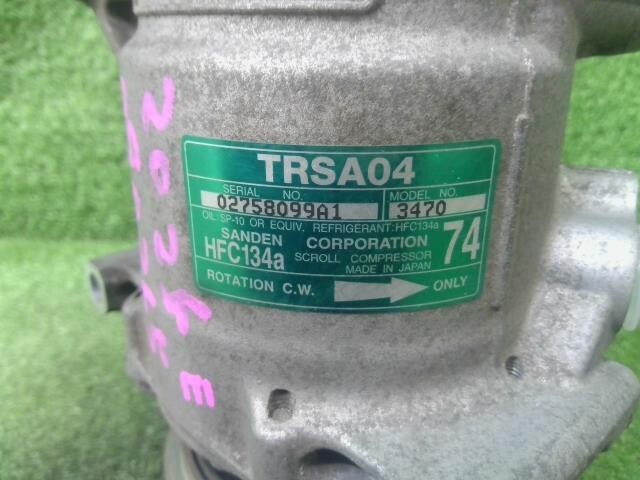 TRSA04
SERIAL NO. MODEL NO.
02758099A1 3470
OIL:SP-10 OR EQUIV. REFRIGERANT:HFC134a
SANDEN CORPORATION 74
HFC134a SCROLL COMPRESSOR
MADE IN JAPAN
ROTATION C.W. ONLY